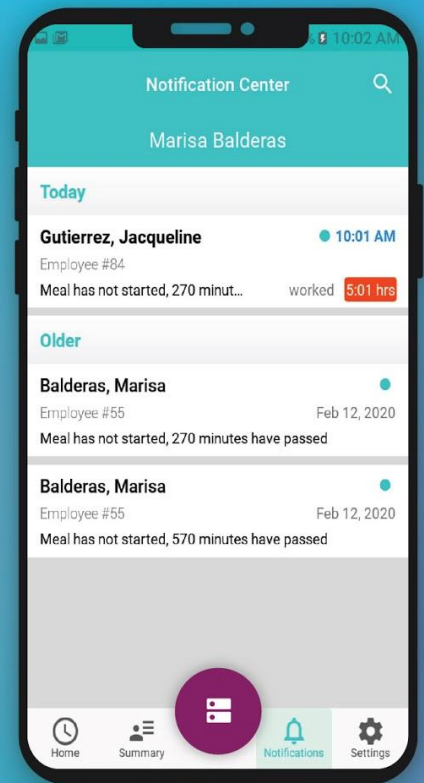 % 10:02 AM
Notification Center
Marisa Balderas
Today
Gutierrez, Jacqueline 10:01 AM
Employee #84
Meal has not started, 270 minut... worked 5:01 hrs
Older
Balderas, Marisa
Employee #55 Feb 12, 2020
Meal has not started, 270 minutes have passed
Balderas, Marisa
Employee #55 Feb 12, 2020
Meal has not started, 570 minutes have passed
Home Summary Notifications Settings